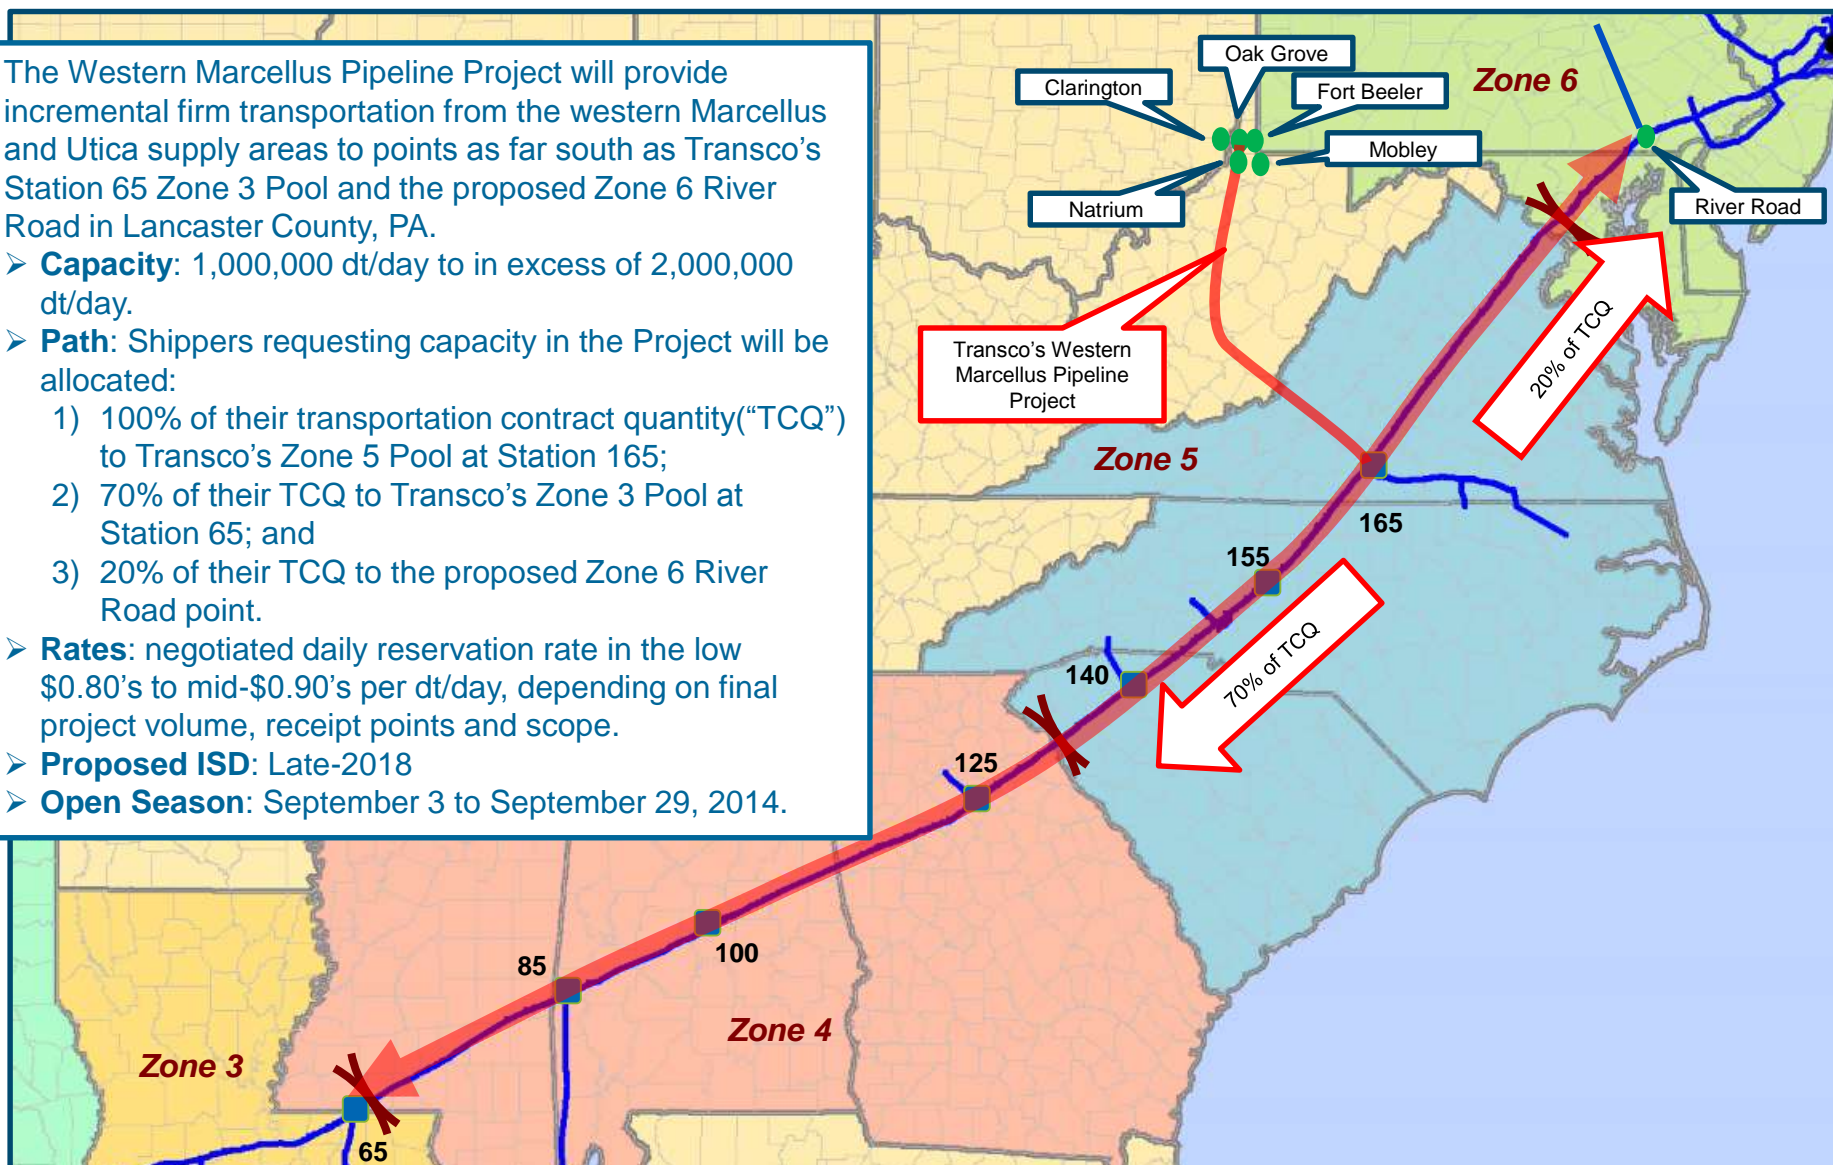 The Western Marcellus Pipeline Project will provide
incremental firm transportation from the western Marcellus
and Utica supply areas to points as far south as Transco's
Station 65 Zone 3 Pool and the proposed Zone 6 River
Road in Lancaster County, PA.
➢ Capacity: 1,000,000 dt/day to in excess of 2,000,000
dt/day.
➢ Path: Shippers requesting capacity in the Project will be
allocated:
1) 100% of their transportation contract quantity(“TCQ”)
to Transco's Zone 5 Pool at Station 165;
2) 70% of their TCQ to Transco's Zone 3 Pool at
Station 65; and
3) 20% of their TCQ to the proposed Zone 6 River
Road point.
➢ Rates: negotiated daily reservation rate in the low
$0.80's to mid-$0.90's per dt/day, depending on final
project volume, receipt points and scope.
➢ Proposed ISD: Late-2018
➢ Open Season: September 3 to September 29, 2014.
Oak Grove
Clarington
Fort Beeler
Zone 6
Mobley
Natrium
River Road
Transco's Western
Marcellus Pipeline
Project
20% of TCQ
Zone 5
165
155
70% of TCQ
140
125
100
85
Zone 4
Zone 3
65